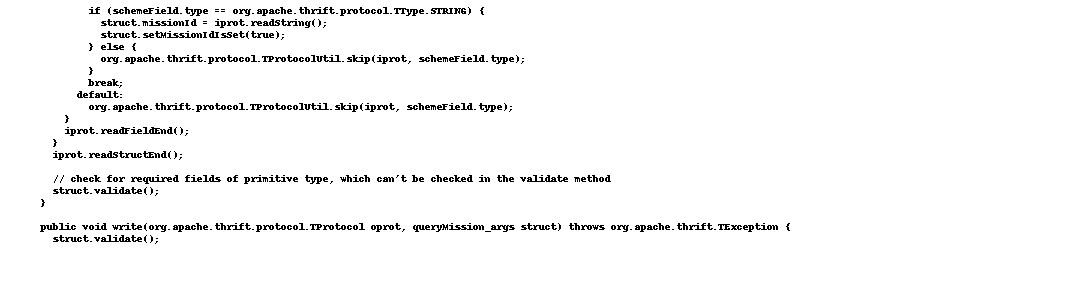 if (schemeField.type == org.apache.thrift.protocol.TType.STRING) {
struct.missionId = iprot.readString();
struct.setMissionIdIsSet(true);
} else {
org.apache.thrift.protocol.TProtocolUtil.skip(iprot, schemeField.type);
}
break;
default:
org.apache.thrift.protocol.TProtocolUtil.skip(iprot, schemeField.type);
}
iprot.readFieldEnd();
}
iprot.readStructEnd();
// check for required fields of primitive type, which can't be checked in the validate method
struct.validate();
}
public void write(org.apache.thrift.protocol.TProtocol oprot, queryMission_args struct) throws org.apache.thrift.TException {
struct.validate();